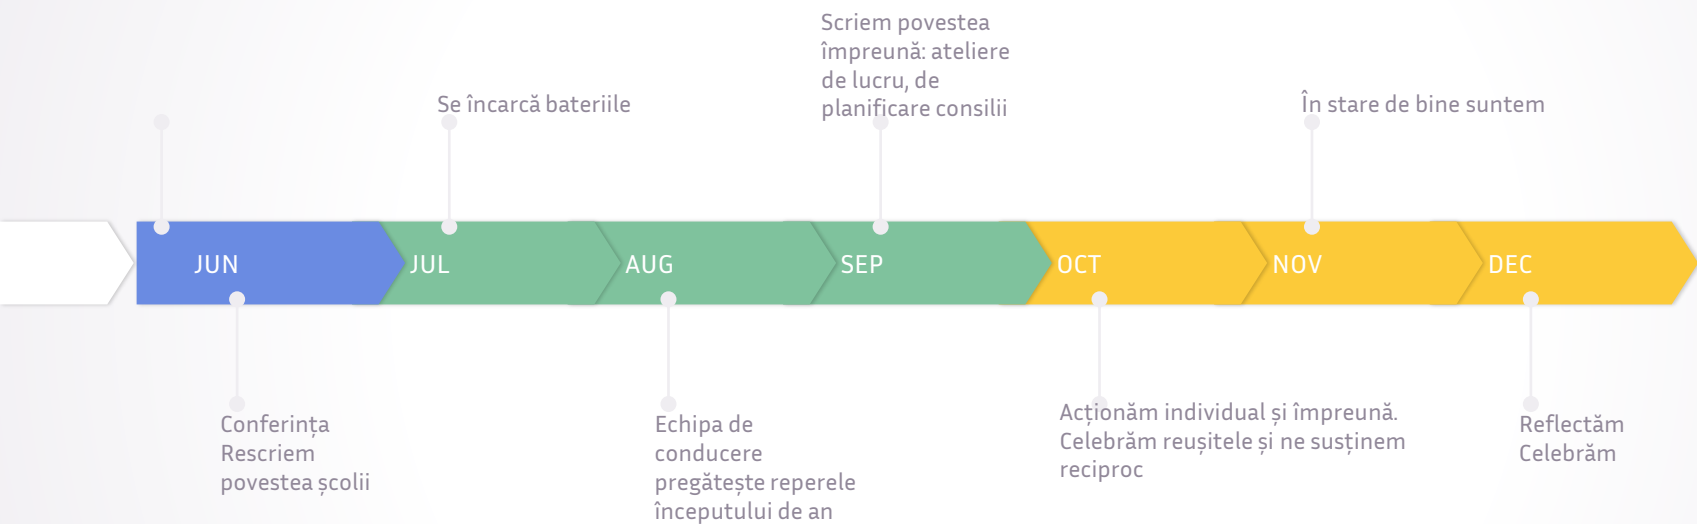 Scriem povestea
împreună: ateliere
de lucru, de
planificare consilii
Se încarcă bateriile
În stare de bine suntem
JUN
JUL
AUG
SEP
OCT
NOV
DEC
Conferința
Rescriem
povestea școlii
Echipa de
conducere
pregătește reperele
începutului de an
Acționăm individual și împreună.
Celebrăm reușitele și ne susținem
reciproc
Reflectăm
Celebrăm